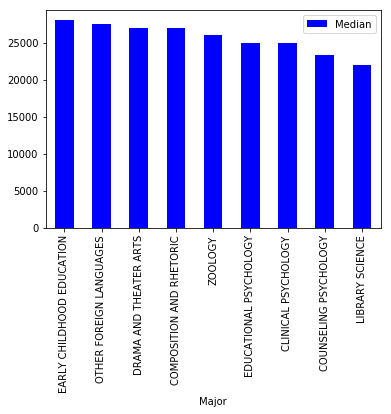 Median
25000
20000
15000
10000
5000
0
EARLY CHILDHOOD EDUCATION
OTHER FOREIGN LANGUAGES
DRAMA AND THEATER ARTS
COMPOSITION AND RHETORIC
ZOOLOGY
EDUCATIONAL PSYCHOLOGY
CLINICAL PSYCHOLOGY
COUNSELING PSYCHOLOGY
LIBRARY SCIENCE
Major